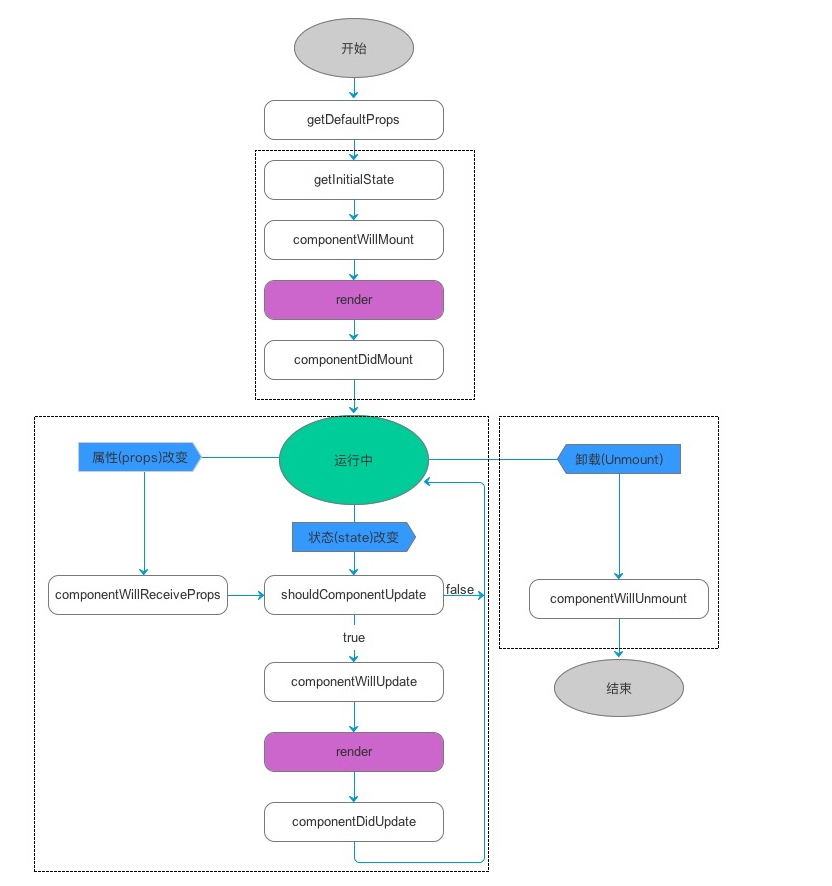 开始
getDefaultProps
getInitialState
componentWillMount
render
componentDidMount
属性(props)改变
运行中
卸载(Unmount)
状态(state)改变
componentWillReceiveProps
shouldComponentUpdate
false
componentWillUnmount
true
componentWillUpdate
结束
render
componentDidUpdate